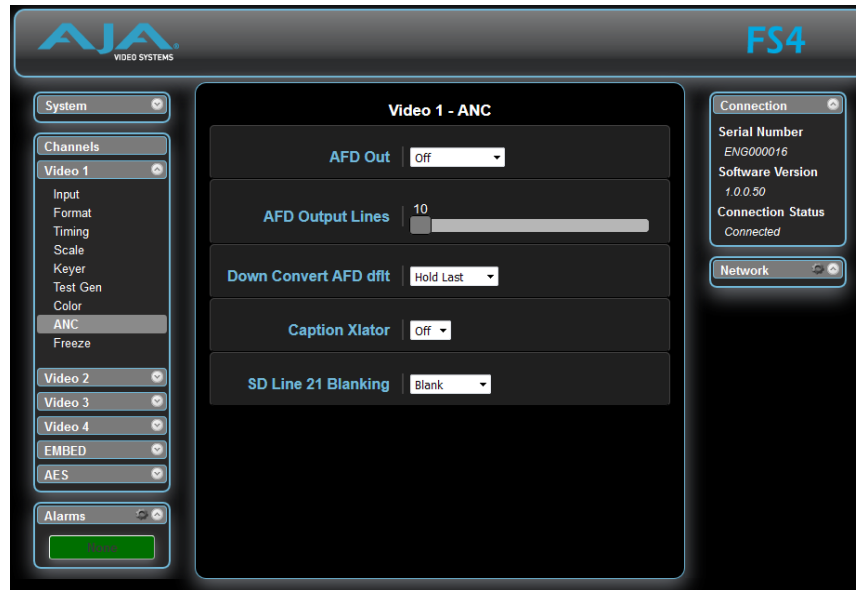 AJA
VIDEO SYSTEMS
FS4
System
Channels
Video 1
Input
Format
Timing
Scale
Keyer
Test Gen
Color
ANC
Freeze
Video 2
Video 3
Video 4
EMBED
AES
Alarms
None
Video 1 - ANC
AFD Out Off
AFD Output Lines 10
Down Convert AFD dflt Hold Last
Caption Xlator Off
SD Line 21 Blanking Blank
Connection
Serial Number
ENG000016
Software Version
1.0.0.50
Connection Status
Connected
Network